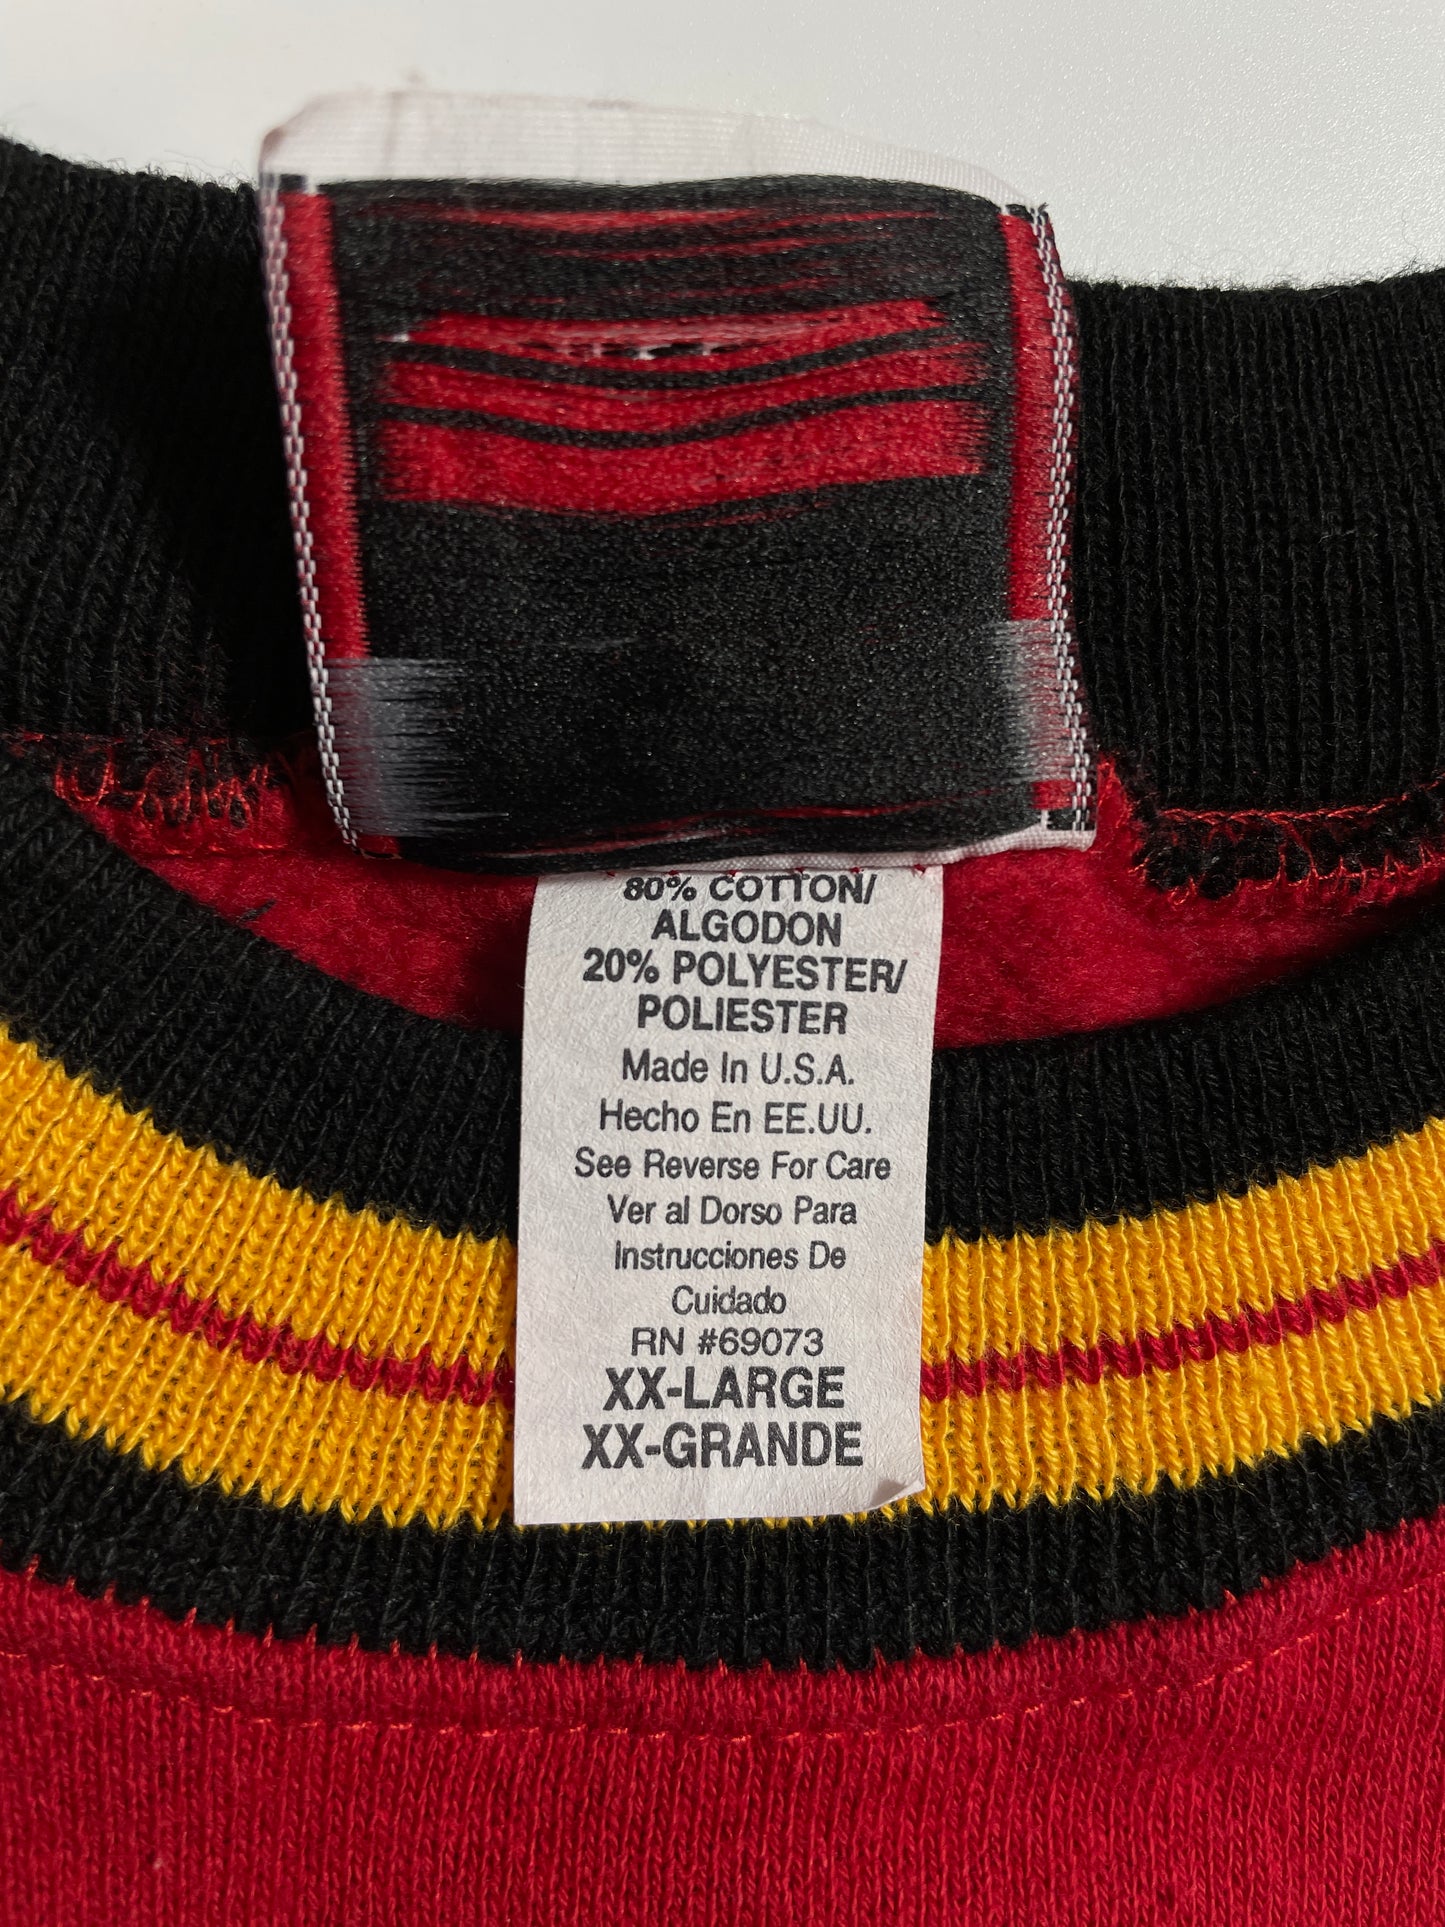 80% COTTON/
ALGODON
20% POLYESTER/
POLIESTER
Made In U.S.A.
Hecho En EE.UU.
See Reverse For Care
Ver al Dorso Para
Instrucciones De
Cuidado
RN #69073
XX-LARGE
XX-GRANDE